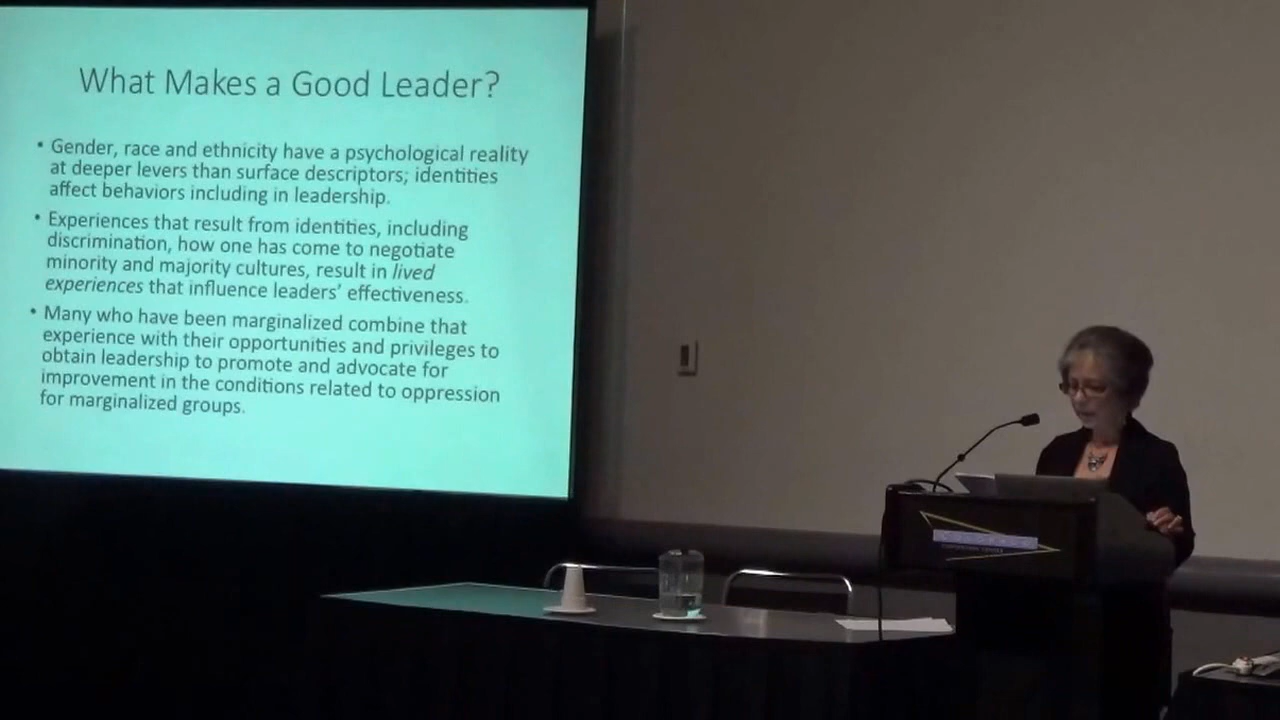 What Makes a Good Leader?
• Gender, race and ethnicity have a psychological reality
at deeper levers than surface descriptors; identities
affect behaviors including in leadership.
• Experiences that result from identities, including
discrimination, how one has come to negotiate
minority and majority cultures, result in lived
experiences that influence leaders’ effectiveness.
• Many who have been marginalized combine that
experience with their opportunities and privileges to
obtain leadership to promote and advocate for
improvement in the conditions related to oppression
for marginalized groups.